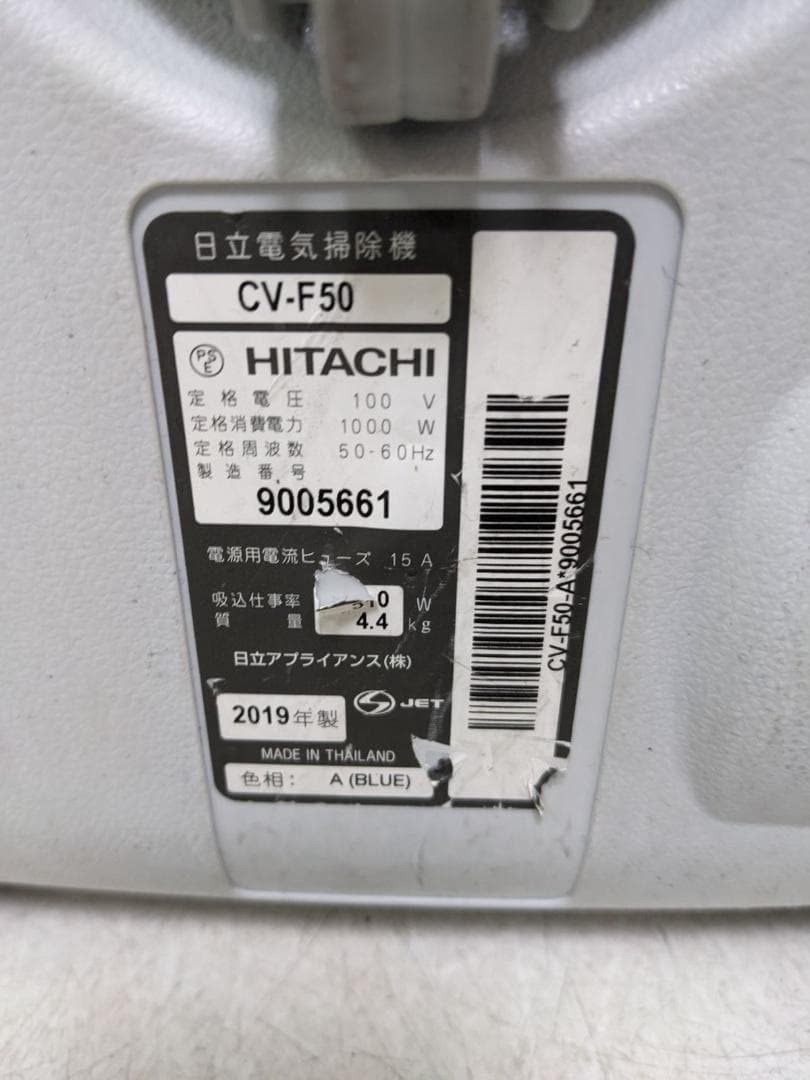 日立電気掃除機
CV-F50
PSE HITACHI
定格電圧 100 V
定格消費電力 1000 W
定格周波数 50-60Hz
製造番号
9005661
電源用電流ヒューズ 15A
吸込仕事率 510 W
質量 4.4 kg
日立アプライアンス(株)
2019年製
S JET
MADE IN THAILAND
色相: A (BLUE)
CV-F50-A*9005661